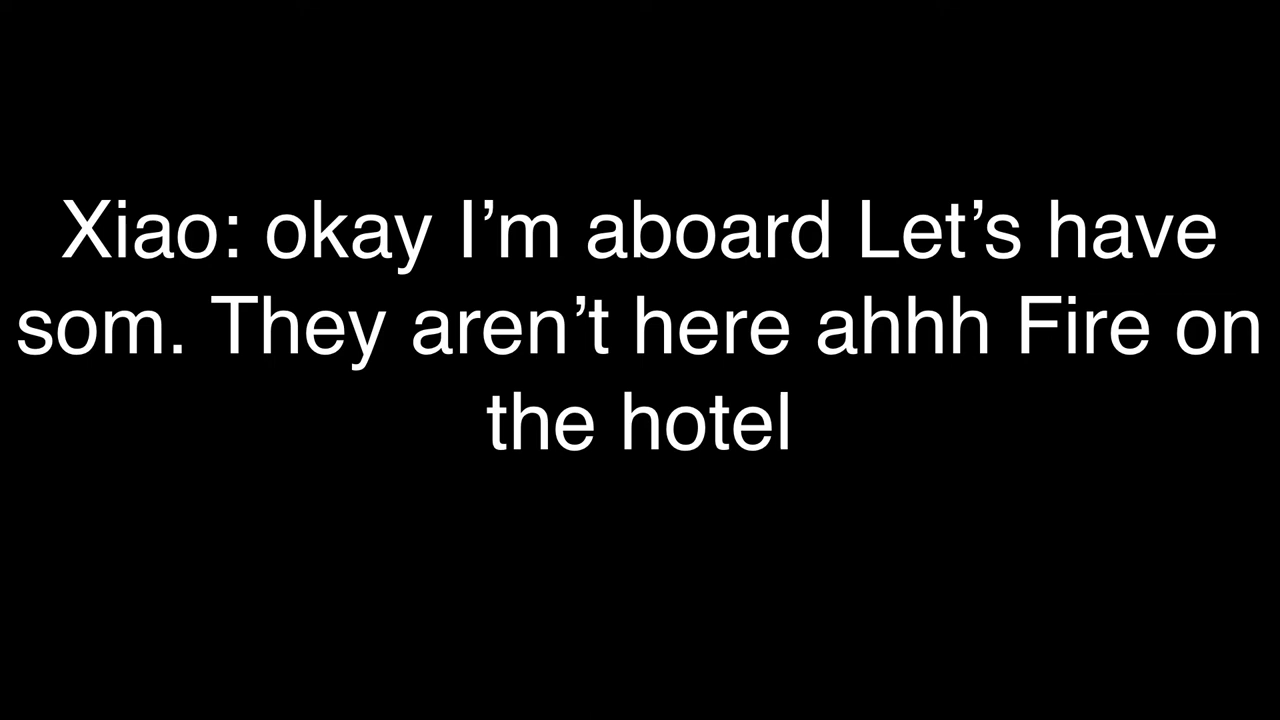 Xiao: okay I’m aboard Let’s have
som. They aren’t here ahhh Fire on
the hotel